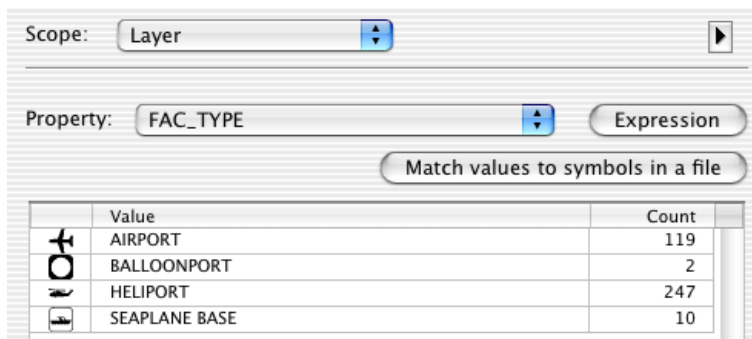 Scope: Layer
Property: FAC_TYPE Expression
Match values to symbols in a file
Value Count
AIRPORT 119
BALLOONPORT 2
HELIPORT 247
SEAPLANE BASE 10